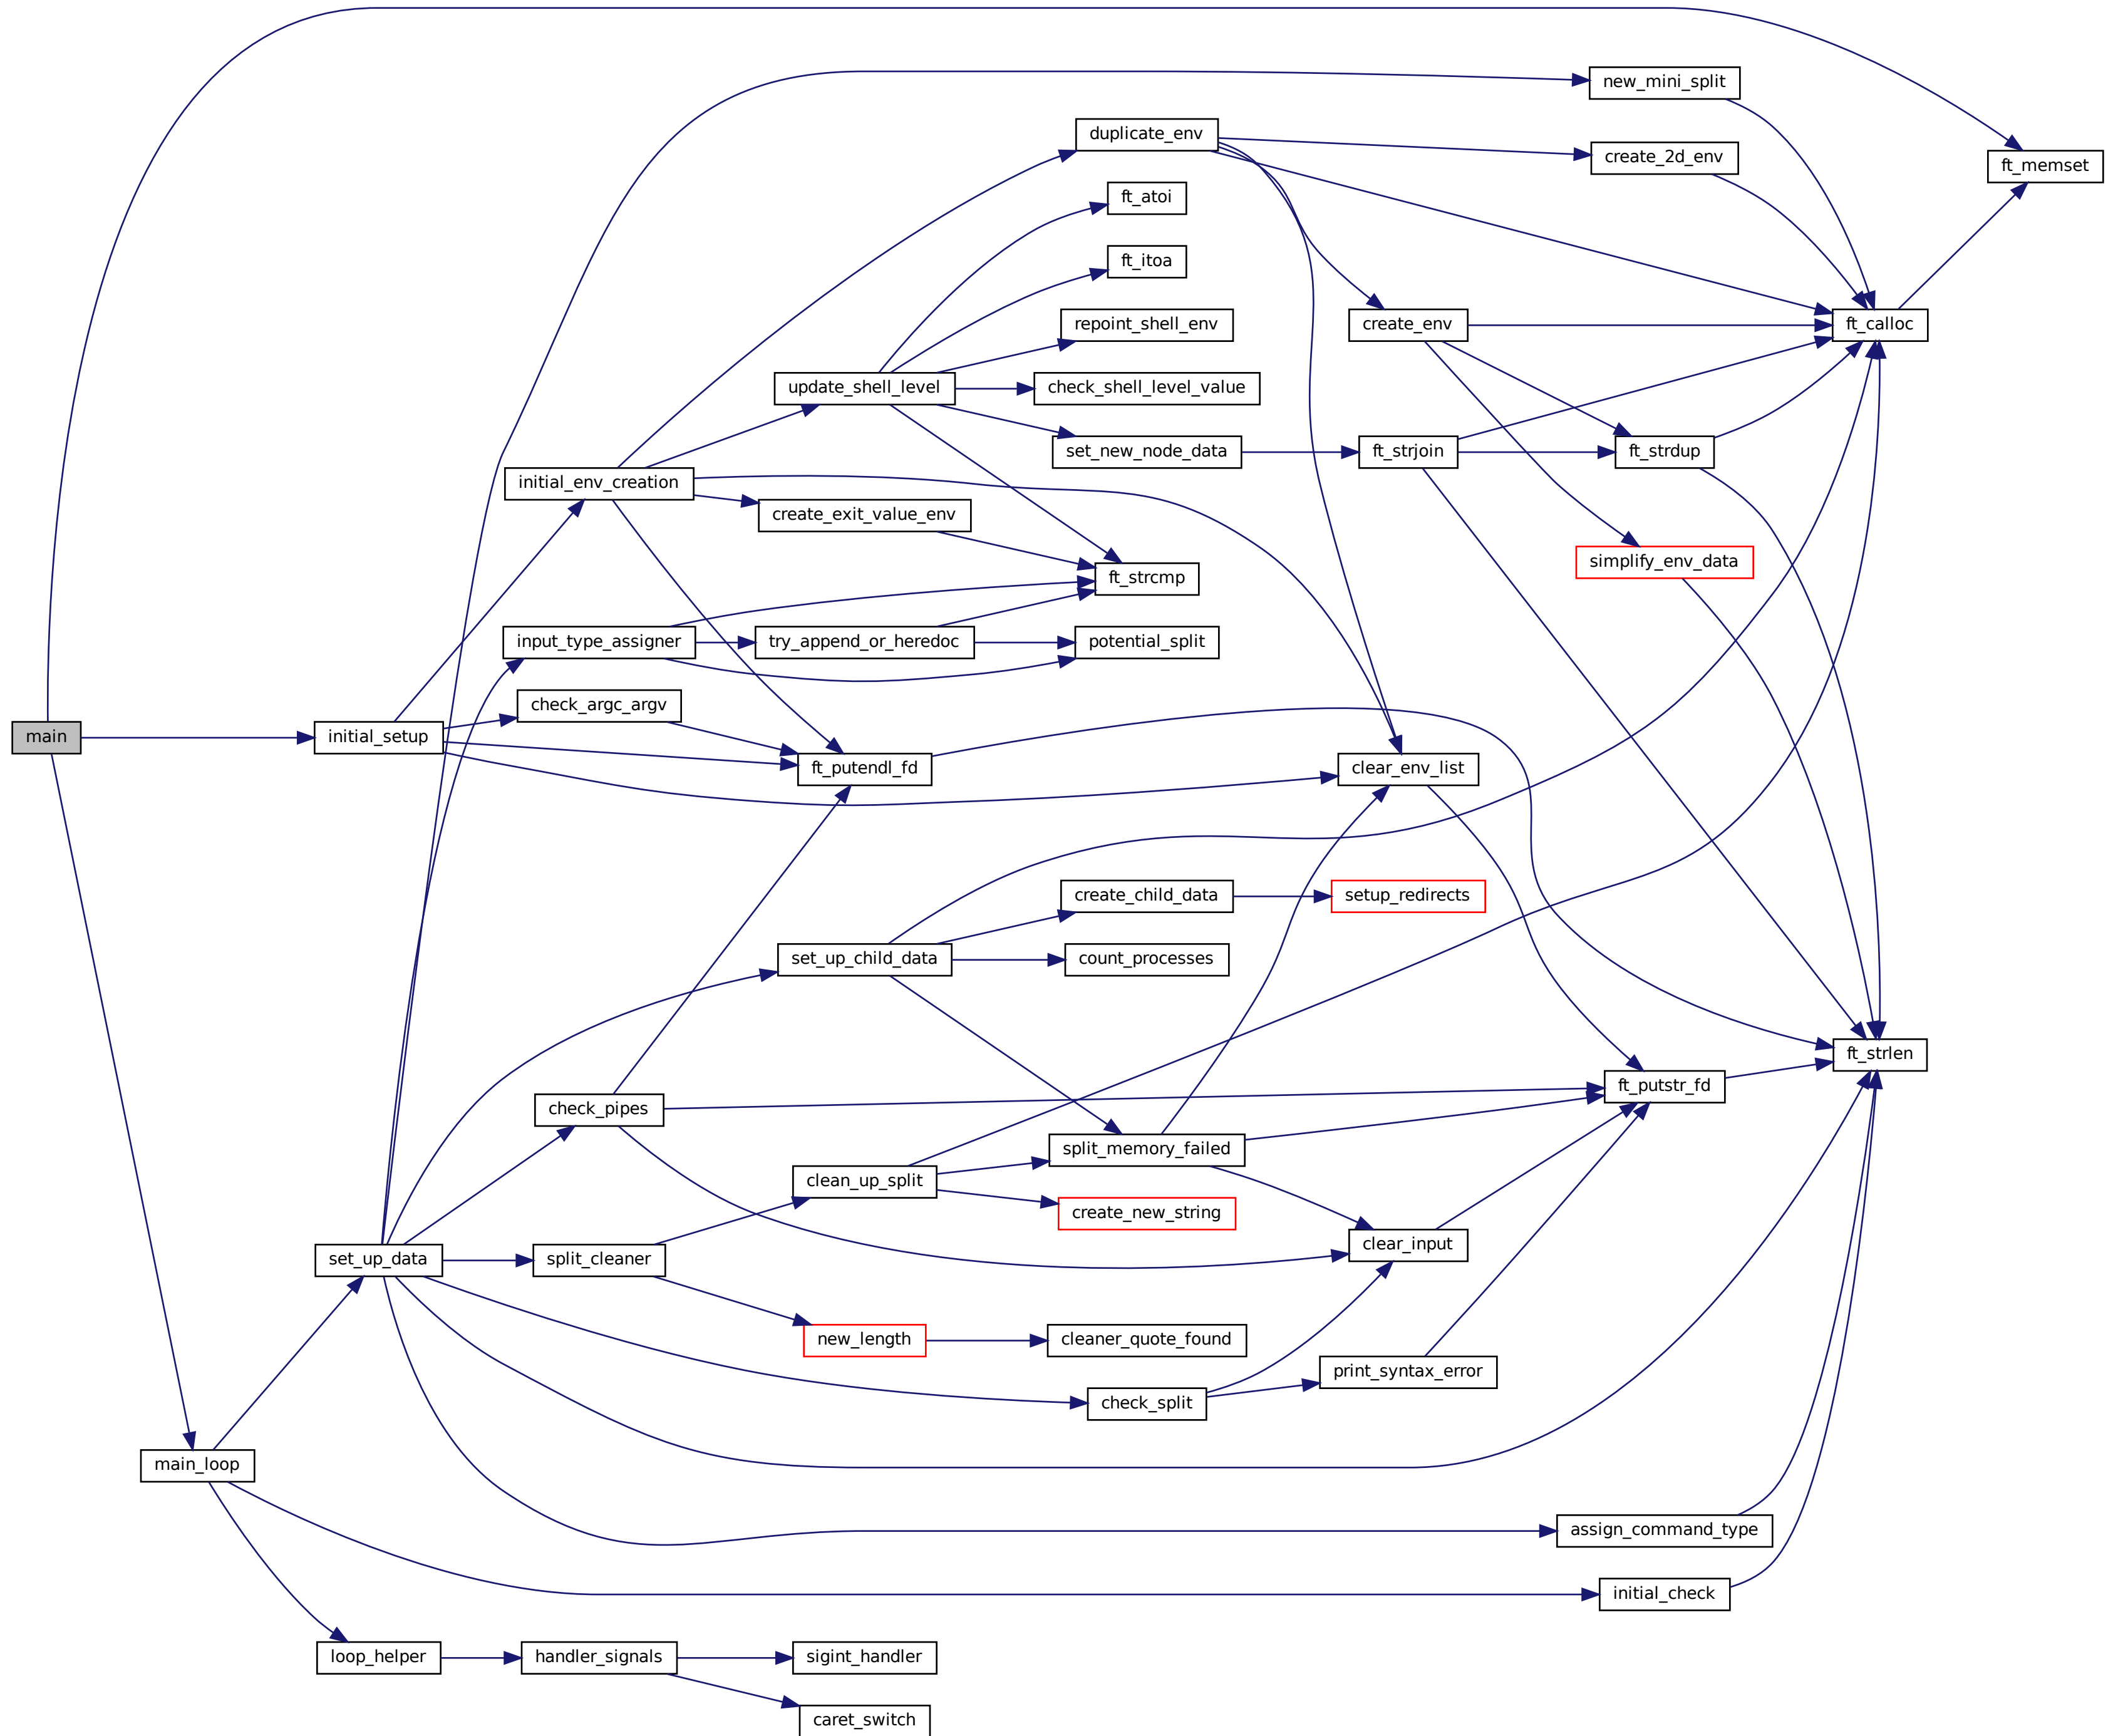 new_mini_split
duplicate_env
create_2d_env
ft_memset
ft_atoi
ft_itoa
repoint_shell_env
create_env
ft_calloc
update_shell_level
check_shell_level_value
set_new_node_data
ft_strjoin
ft_strdup
initial_env_creation
create_exit_value_env
simplify_env_data
ft_strcmp
input_type_assigner
try_append_or_heredoc
potential_split
check_argc_argv
main
initial_setup
ft_putendl_fd
clear_env_list
create_child_data
setup_redirects
set_up_child_data
count_processes
ft_strlen
ft_putstr_fd
check_pipes
split_memory_failed
clean_up_split
create_new_string
clear_input
set_up_data
split_cleaner
new_length
cleaner_quote_found
print_syntax_error
check_split
main_loop
assign_command_type
initial_check
loop_helper
handler_signals
sigint_handler
caret_switch